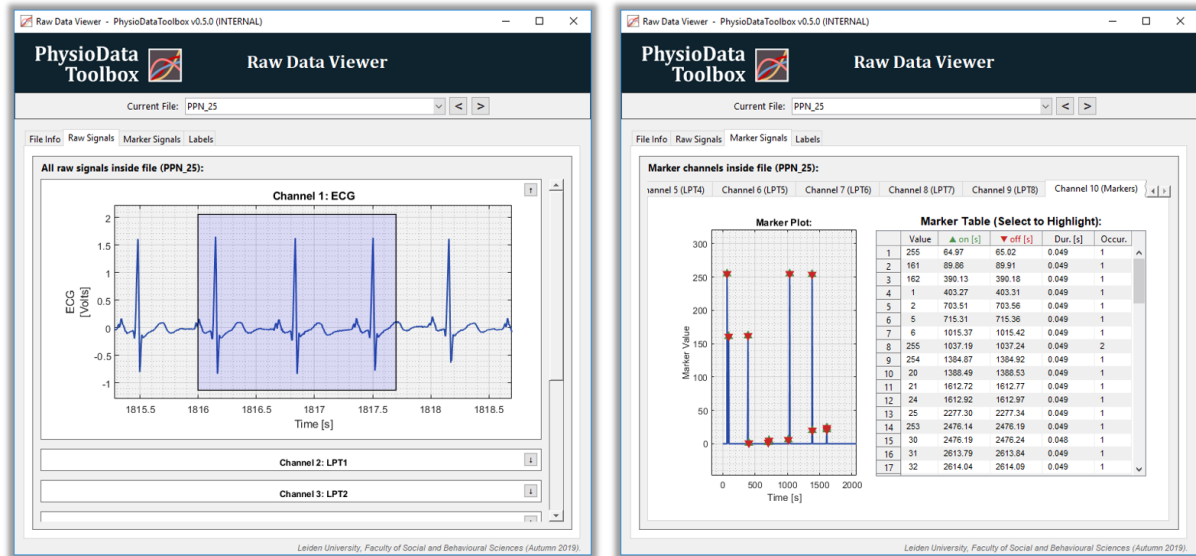 Raw Data Viewer - PhysioDataToolbox v0.5.0 (INTERNAL)
PhysioData
Toolbox
Raw Data Viewer
Current File: PPN_25 < >
File Info Raw Signals Marker Signals Labels
All raw signals inside file (PPN_25):
Channel 1: ECG ↑
ECG
[Volts]
2
1.5
1
0.5
0
-0.5
-1
1815.5 1816 1816.5 1817 1817.5 1818 1818.5
Time [s]
Channel 2: LPT1 ↓
Channel 3: LPT2 ↓
Leiden University, Faculty of Social and Behavioural Sciences (Autumn 2019).
Raw Data Viewer - PhysioDataToolbox v0.5.0 (INTERNAL)
PhysioData
Toolbox
Raw Data Viewer
Current File: PPN_25 < >
File Info Raw Signals Marker Signals Labels
Marker channels inside file (PPN_25):
annel 5 (LPT4) Channel 6 (LPT5) Channel 7 (LPT6) Channel 8 (LPT7) Channel 9 (LPT8) Channel 10 (Markers)
Marker Plot:
Marker Value
300
250
200
150
100
50
0
0 500 1000 1500 2000
Time [s]
Marker Table (Select to Highlight):
Value ▲ on [s] ▼ off [s] Dur. [s] Occur.
1 255 64.97 65.02 0.049 1
2 161 89.86 89.91 0.049 1
3 162 390.13 390.18 0.049 1
4 1 403.27 403.31 0.049 1
5 2 703.51 703.56 0.049 1
6 5 715.31 715.36 0.049 1
7 6 1015.37 1015.42 0.049 1
8 255 1037.19 1037.24 0.049 2
9 254 1384.87 1384.92 0.049 1
10 20 1388.49 1388.53 0.049 1
11 21 1612.72 1612.77 0.049 1
12 24 1612.92 1612.97 0.049 1
13 25 2277.30 2277.34 0.049 1
14 253 2476.14 2476.19 0.049 1
15 30 2476.19 2476.24 0.048 1
16 31 2613.79 2613.84 0.049 1
17 32 2614.04 2614.09 0.049 1
Leiden University, Faculty of Social and Behavioural Sciences (Autumn 2019).